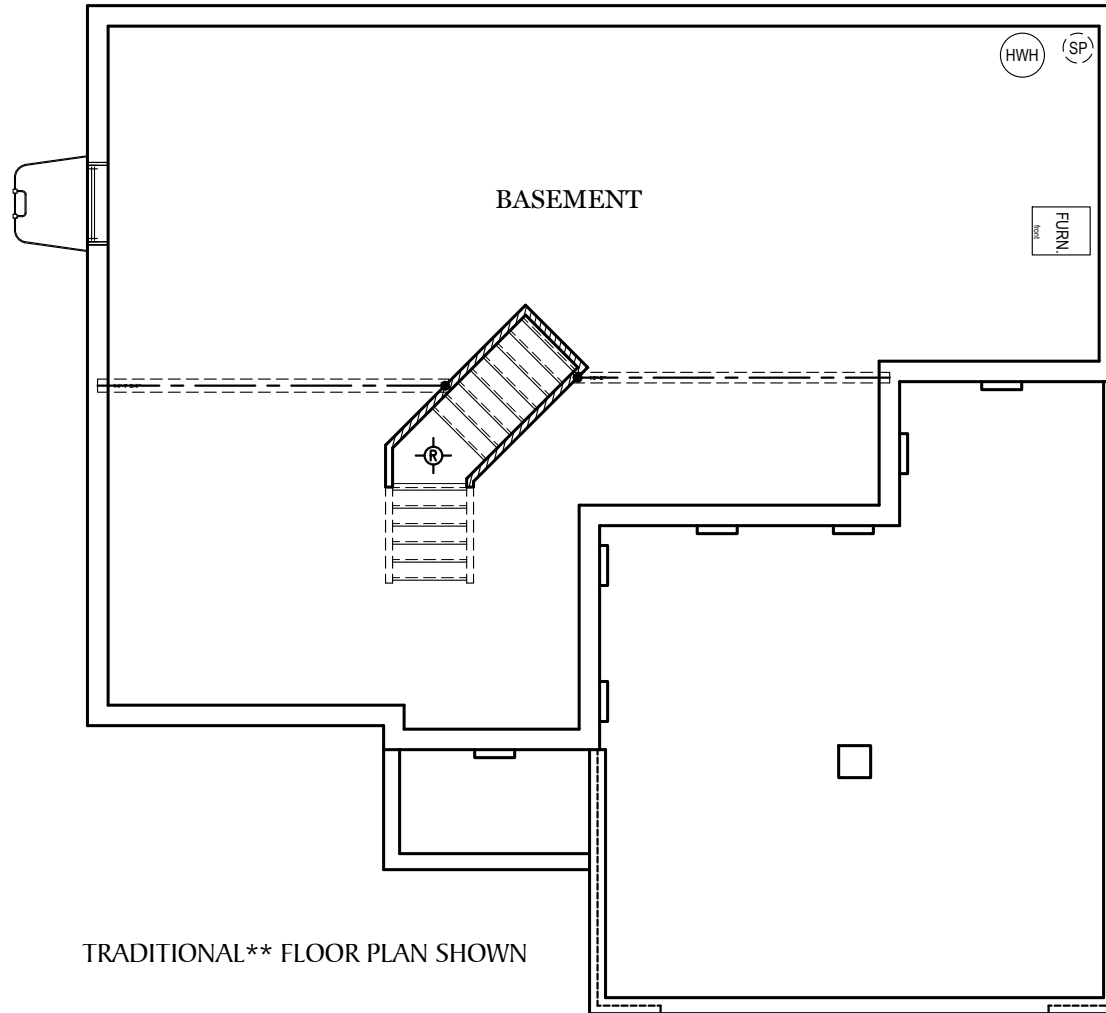 HWH
SP
BASEMENT
FURN.
front
R
TRADITIONAL** FLOOR PLAN SHOWN